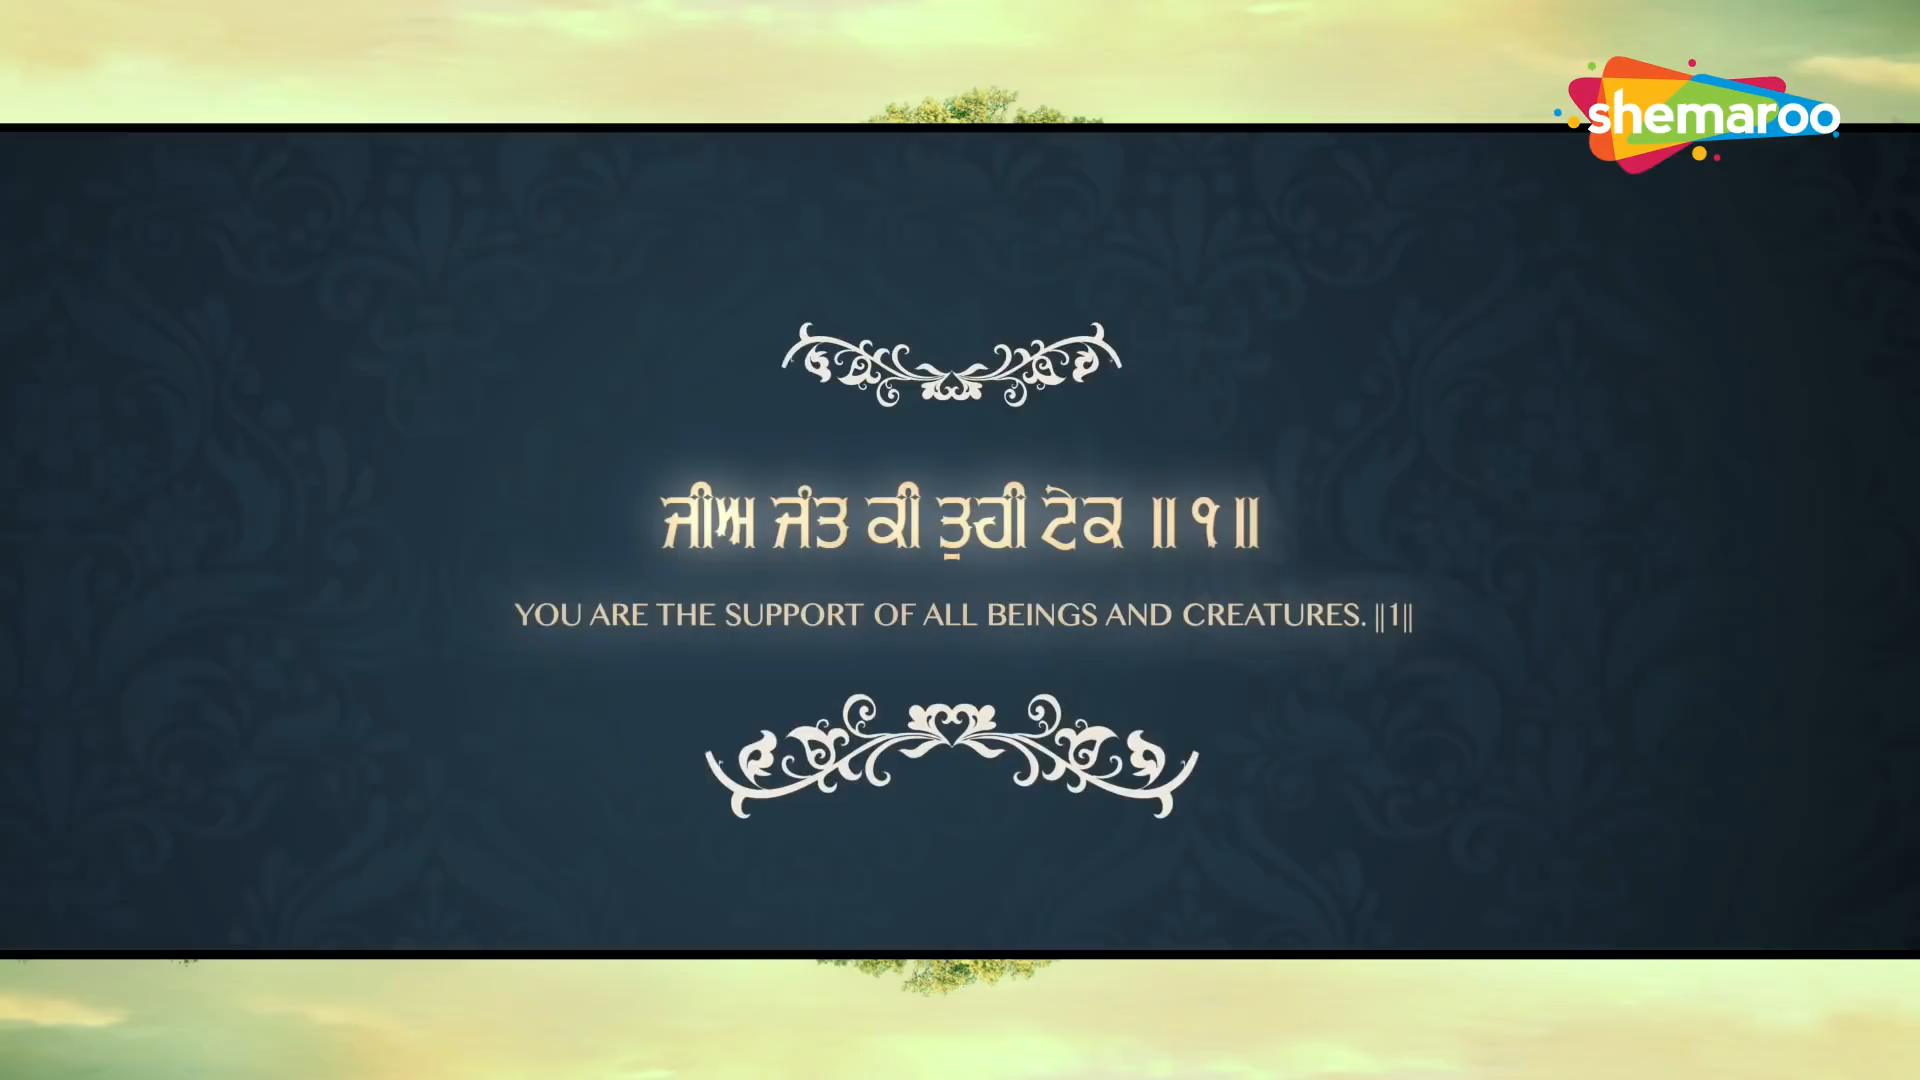 shemaroo
ਜੀਅ ਜੰਤ ਕੀ ਤੁਹੀ ਟੇਕ ॥੧॥
YOU ARE THE SUPPORT OF ALL BEINGS AND CREATURES. ||1||